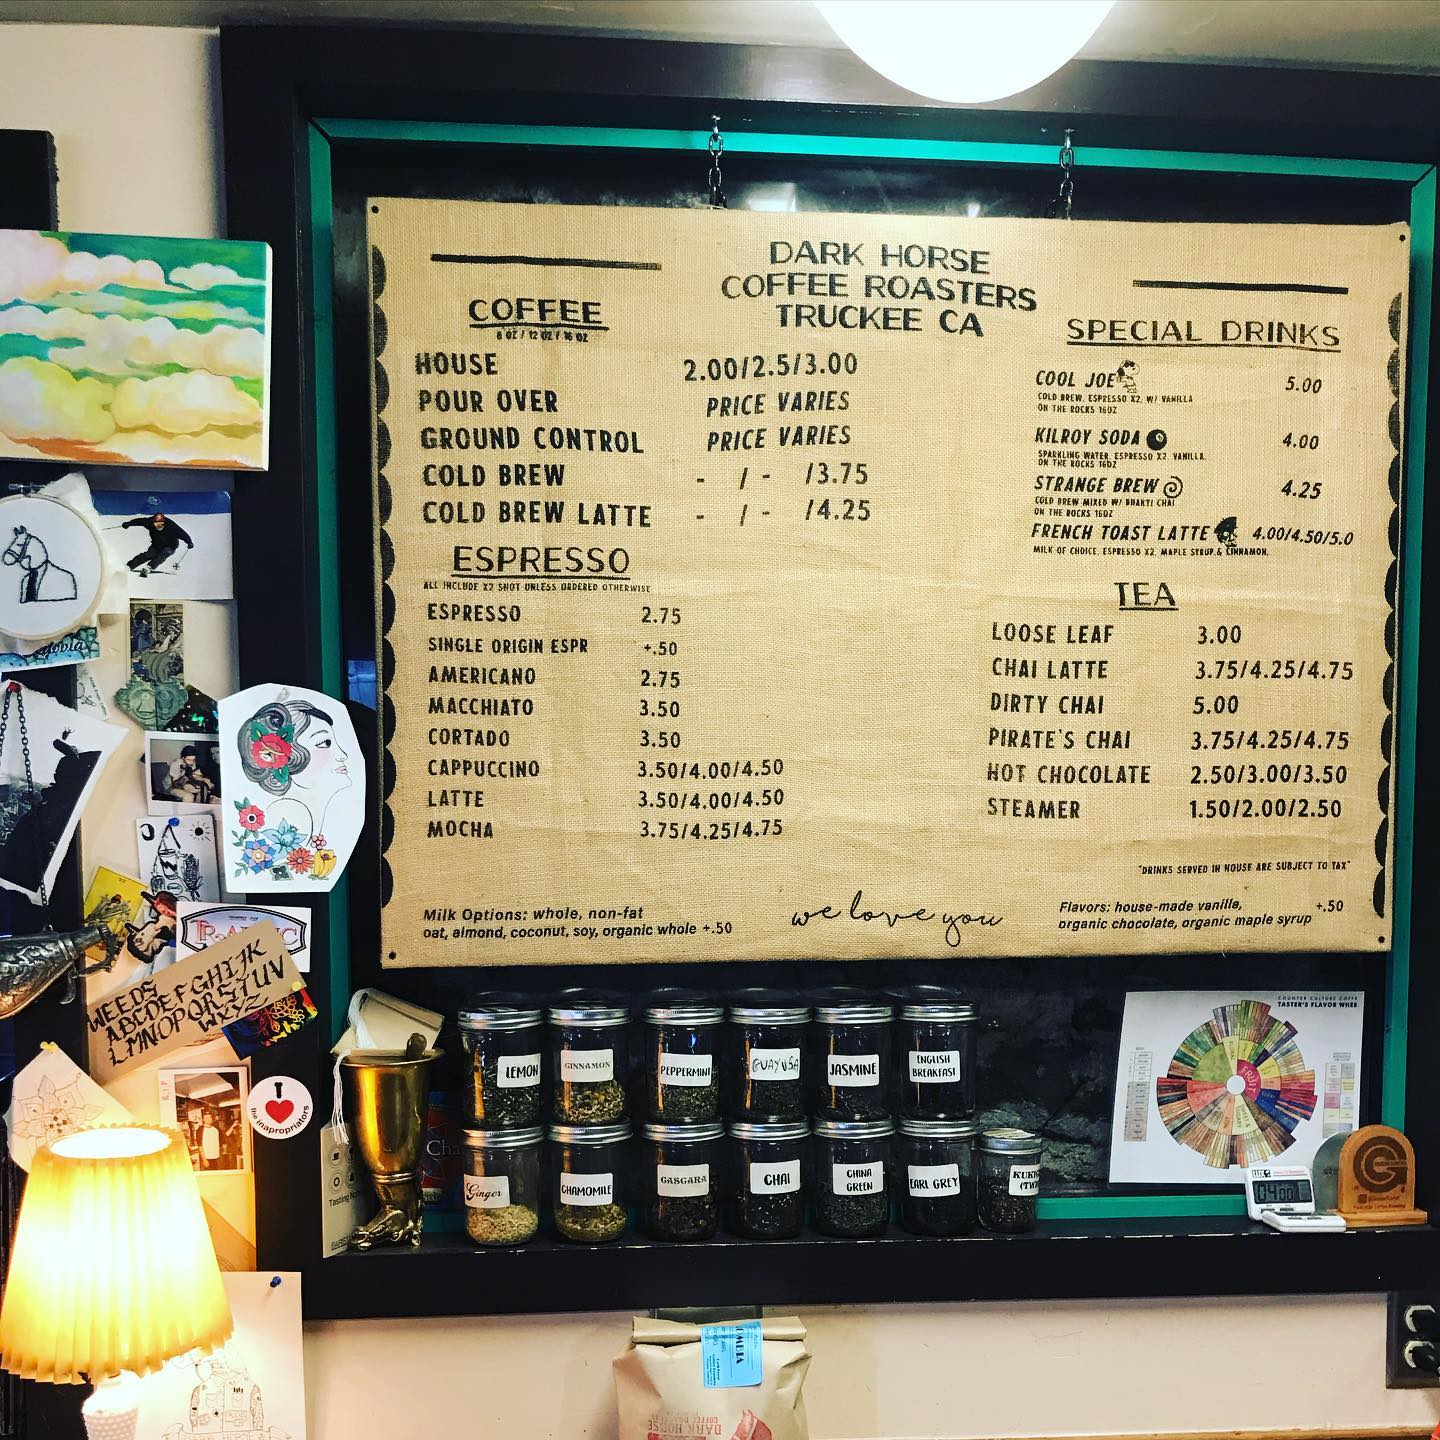 DARK HORSE
COFFEE ROASTERS
TRUCKEE CA
COFFEE
8 OZ / 12 OZ / 16 OZ
HOUSE 2.00/2.5/3.00
POUR OVER PRICE VARIES
GROUND CONTROL PRICE VARIES
COLD BREW - / - /3.75
COLD BREW LATTE - / - /4.25
ESPRESSO
ALL INCLUDE X2 SHOT UNLESS ORDERED OTHERWISE
ESPRESSO 2.75
SINGLE ORIGIN ESPR +.50
AMERICANO 2.75
MACCHIATO 3.50
CORTADO 3.50
CAPPUCCINO 3.50/4.00/4.50
LATTE 3.50/4.00/4.50
MOCHA 3.75/4.25/4.75
Milk Options: whole, non-fat
oat, almond, coconut, soy, organic whole +.50
we love you
SPECIAL DRINKS
COOL JOE 5.00
COLD BREW, ESPRESSO X2, W/ VANILLA
ON THE ROCKS 16OZ
KILROY SODA 4.00
SPARKLING WATER, ESPRESSO X2, VANILLA,
ON THE ROCKS 16OZ
STRANGE BREW 4.25
COLD BREW MIXED W/ BHAKTI CHAI
ON THE ROCKS 16OZ
FRENCH TOAST LATTE 4.00/4.50/5.0
MILK OF CHOICE, ESPRESSO X2, MAPLE SYRUP & CINNAMON.
TEA
LOOSE LEAF 3.00
CHAI LATTE 3.75/4.25/4.75
DIRTY CHAI 5.00
PIRATE'S CHAI 3.75/4.25/4.75
HOT CHOCOLATE 2.50/3.00/3.50
STEAMER 1.50/2.00/2.50
"DRINKS SERVED IN HOUSE ARE SUBJECT TO TAX"
Flavors: house-made vanilla, +.50
organic chocolate, organic maple syrup
WEEDS
ABCDEFGHIJK
LMNOPQRSTUV
WXYZ
R.I.P
I
the inapropriators
Tasting
LEMON
CINNAMON
PEPPERMINT
GUAYUSA
JASMINE
ENGLISH
BREAKFAST
Ginger
CHAMOMILE
CASCARA
CHAI
CHINA
GREEN
EARL GREY
COUNTER CULTURE COFFE
TASTER'S FLAVOR WHEE
FRUIT
04 00
DARK HORSE
COFFEE ROASTERS